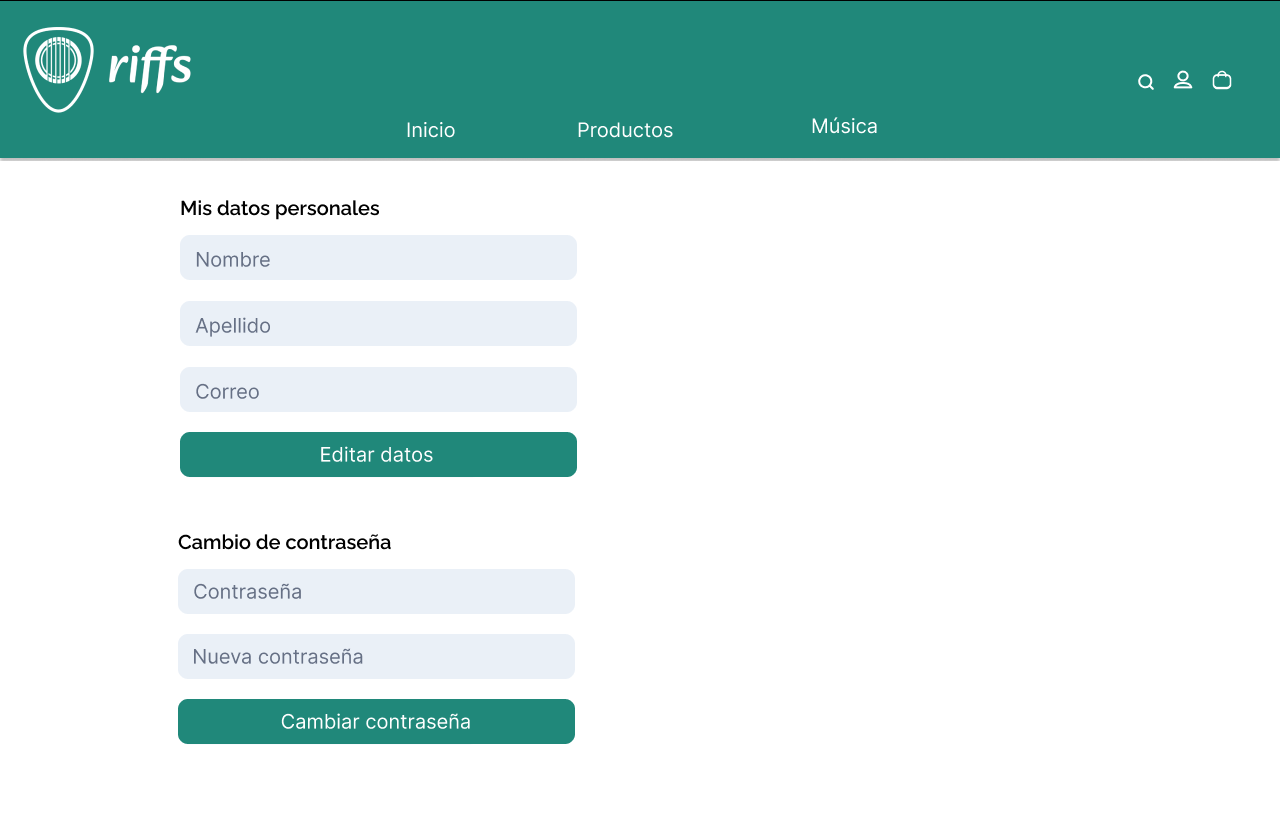 riffs
Inicio
Productos
Música
Mis datos personales
Nombre
Apellido
Correo
Editar datos
Cambio de contraseña
Contraseña
Nueva contraseña
Cambiar contraseña